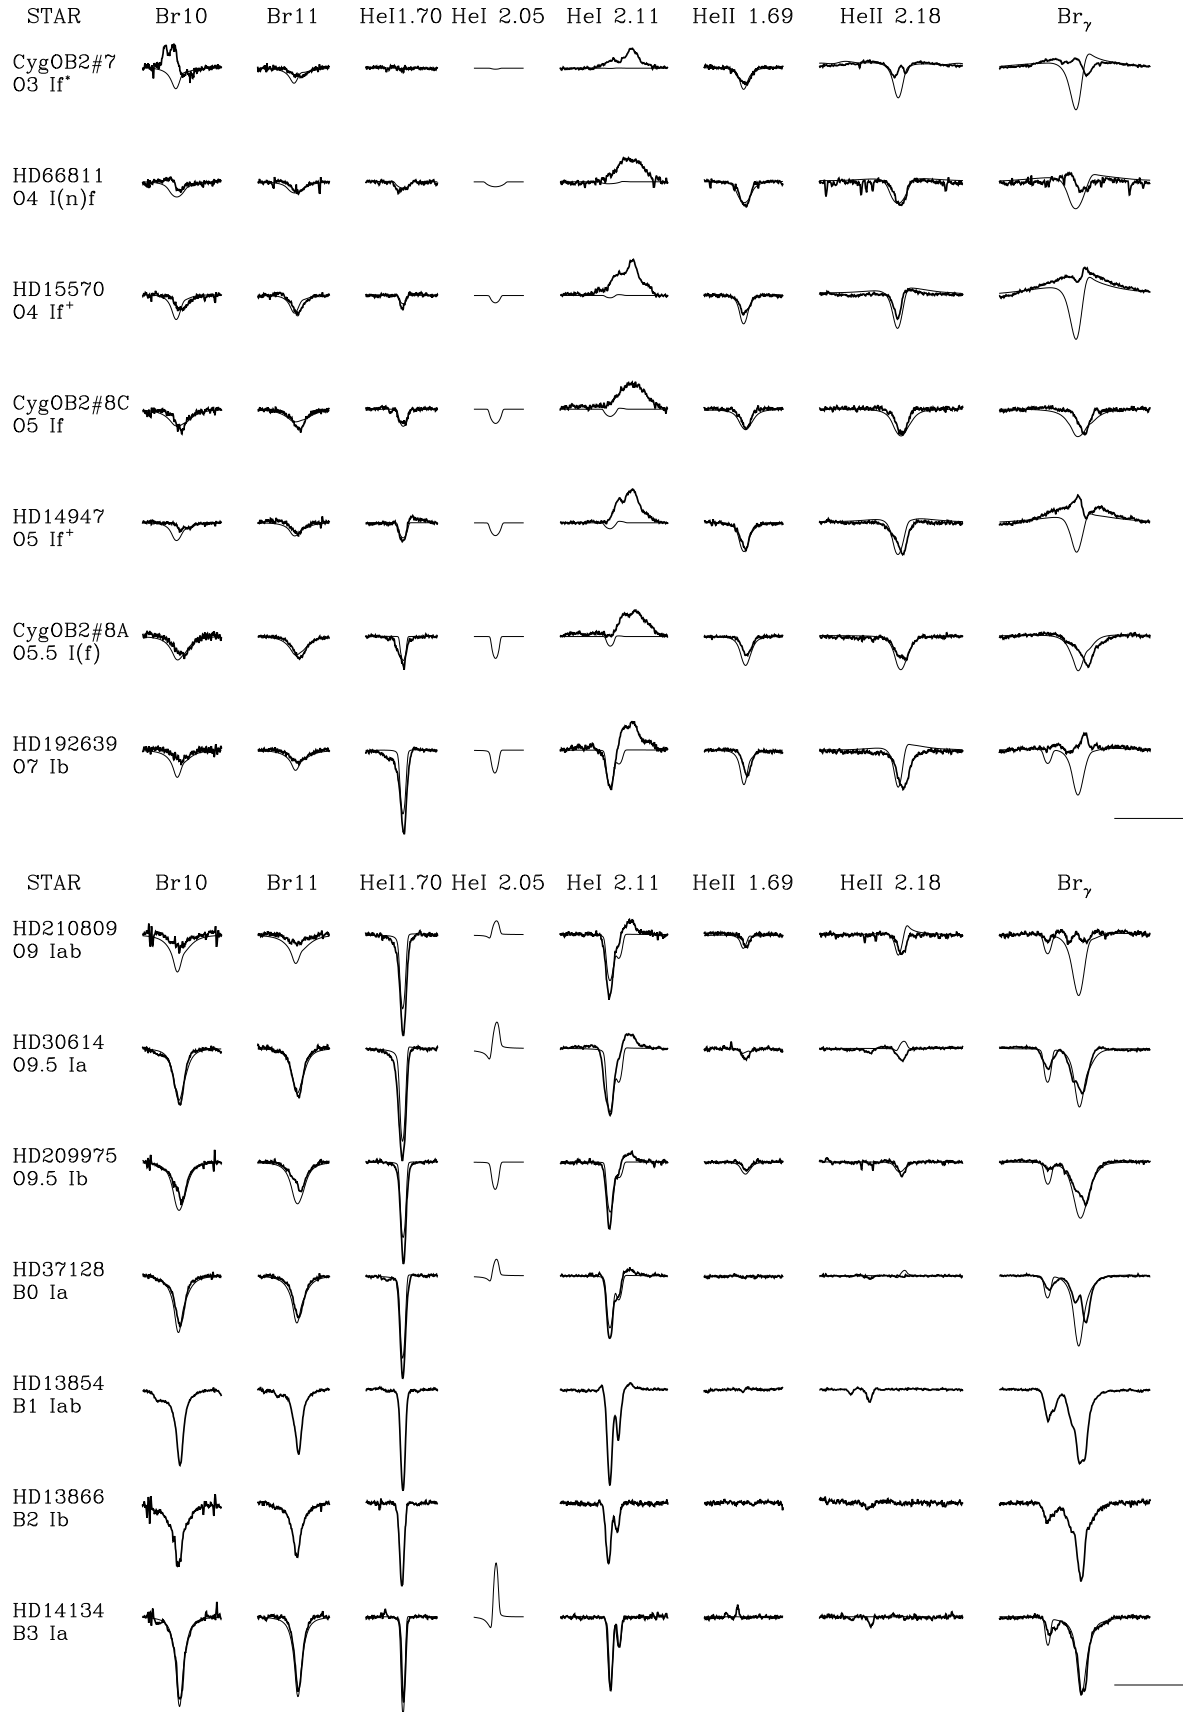 STAR Br10 Br11 HeI1.70 HeI 2.05 HeI 2.11 HeII 1.69 HeII 2.18 Brγ
CygOB2#7
O3 If*
HD66811
O4 I(n)f
HD15570
O4 If+
CygOB2#8C
O5 If
HD14947
O5 If+
CygOB2#8A
O5.5 I(f)
HD192639
O7 Ib
STAR Br10 Br11 HeI1.70 HeI 2.05 HeI 2.11 HeII 1.69 HeII 2.18 Brγ
HD210809
O9 Iab
HD30614
O9.5 Ia
HD209975
O9.5 Ib
HD37128
B0 Ia
HD13854
B1 Iab
HD13866
B2 Ib
HD14134
B3 Ia